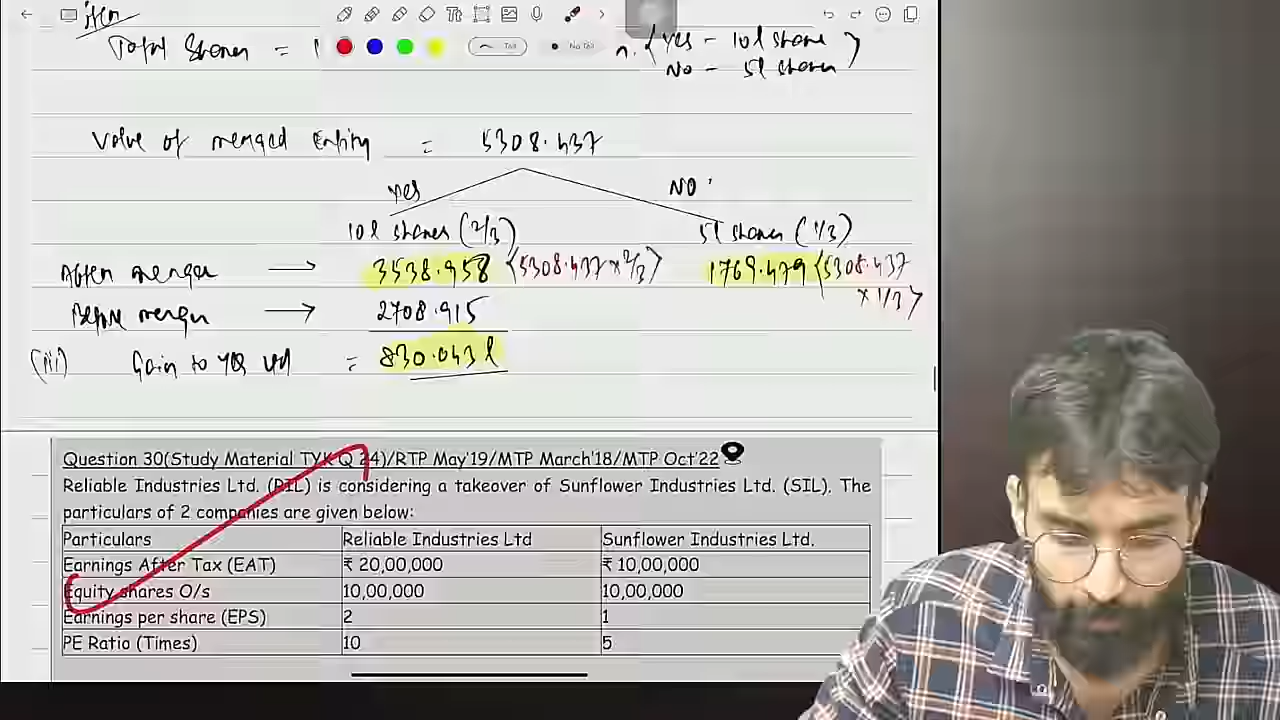 Total Shares = 1
n. (Yes - 10l share
No - 5l shares)
Value of merged Entity = 5308.437
Yes NO
10l shares (2/3) 5l shares (1/3)
After merger → 3538.958 (5308.437 x 2/3) 1769.479 (5308.437 x 1/3)
Before merger → 2708.915
(iii) Gain to Yes Ltd = 830.043 l
Question 30(Study Material TYK Q 24)/RTP May'19/MTP March'18/MTP Oct'22
Reliable Industries Ltd. (RIL) is considering a takeover of Sunflower Industries Ltd. (SIL). The
particulars of 2 companies are given below:
Particulars Reliable Industries Ltd Sunflower Industries Ltd.
Earnings After Tax (EAT) ₹ 20,00,000 ₹ 10,00,000
Equity shares O/s 10,00,000 10,00,000
Earnings per share (EPS) 2 1
PE Ratio (Times) 10 5